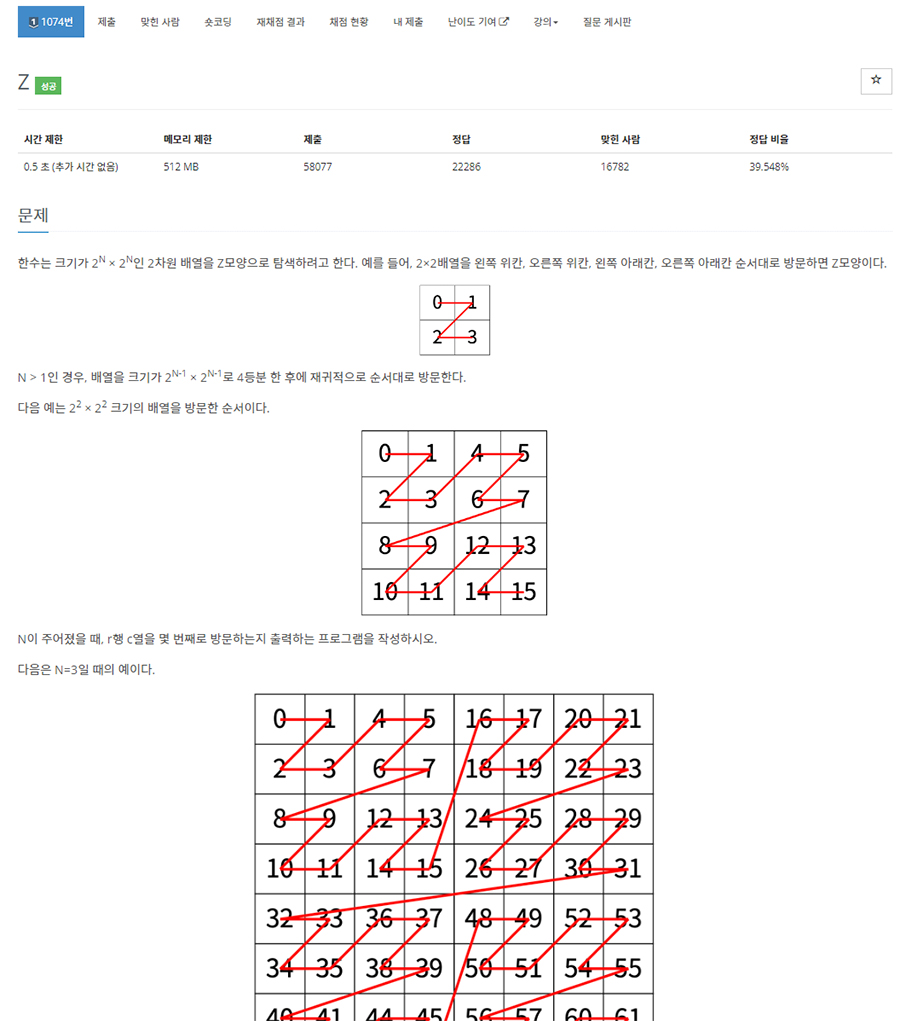 1074번 제출 맞힌 사람 숏코딩 재채점 결과 채점 현황 내 제출 난이도 기여 강의 질문 게시판
Z 성공
시간 제한 메모리 제한 제출 정답 맞힌 사람 정답 비율
0.5 초 (추가 시간 없음) 512 MB 58077 22286 16782 39.548%
문제
한수는 크기가 2^N × 2^N인 2차원 배열을 Z모양으로 탐색하려고 한다. 예를 들어, 2×2배열을 왼쪽 위칸, 오른쪽 위칸, 왼쪽 아래칸, 오른쪽 아래칸 순서대로 방문하면 Z모양이다.
0 1
2 3
N > 1인 경우, 배열을 크기가 2^N-1 × 2^N-1로 4등분 한 후에 재귀적으로 순서대로 방문한다.
다음 예는 2^2 × 2^2 크기의 배열을 방문한 순서이다.
0 1 4 5
2 3 6 7
8 9 12 13
10 11 14 15
N이 주어졌을 때, r행 c열을 몇 번째로 방문하는지 출력하는 프로그램을 작성하시오.
다음은 N=3일 때의 예이다.
0 1 4 5 16 17 20 21
2 3 6 7 18 19 22 23
8 9 12 13 24 25 28 29
10 11 14 15 26 27 30 31
32 33 36 37 48 49 52 53
34 35 38 39 50 51 54 55
40 41 44 45 56 57 60 61